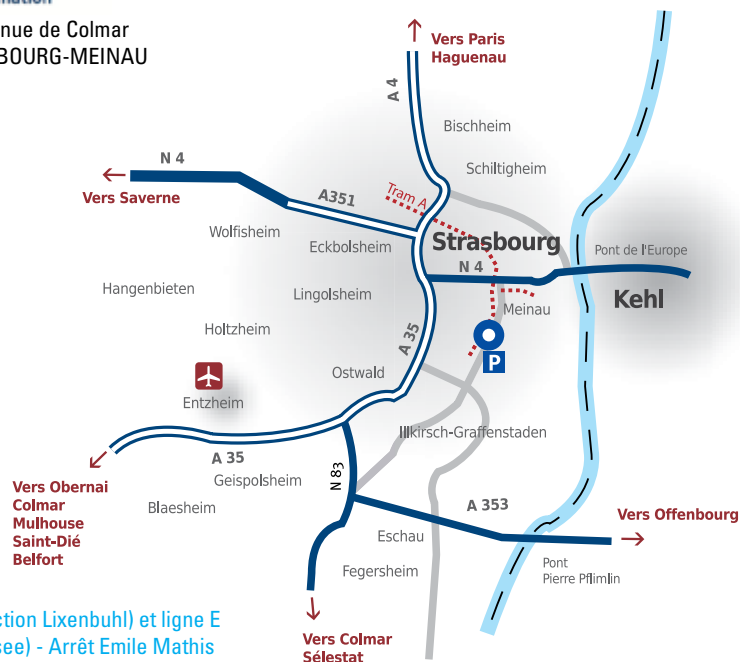 nue de Colmar
BOURG-MEINAU
Vers Paris
Haguenau
A 4
Bischheim
Schiltigheim
N 4
Vers Saverne
A351
Tram A
Wolfisheim
Eckbolsheim
Strasbourg
N 4
Pont de l'Europe
Kehl
Hangenbieten
Lingolsheim
Meinau
Holtzheim
A 35
P
Ostwald
Entzheim
Illkirsch-Graffenstaden
A 35
Geispolsheim
N 83
Vers Obernai
Colmar
Mulhouse
Saint-Dié
Belfort
Blaesheim
A 353
Vers Offenbourg
Eschau
Fegersheim
Pont
Pierre Pflimlin
ction Lixenbuhl) et ligne E
see) - Arrêt Emile Mathis
Vers Colmar
Sélestat